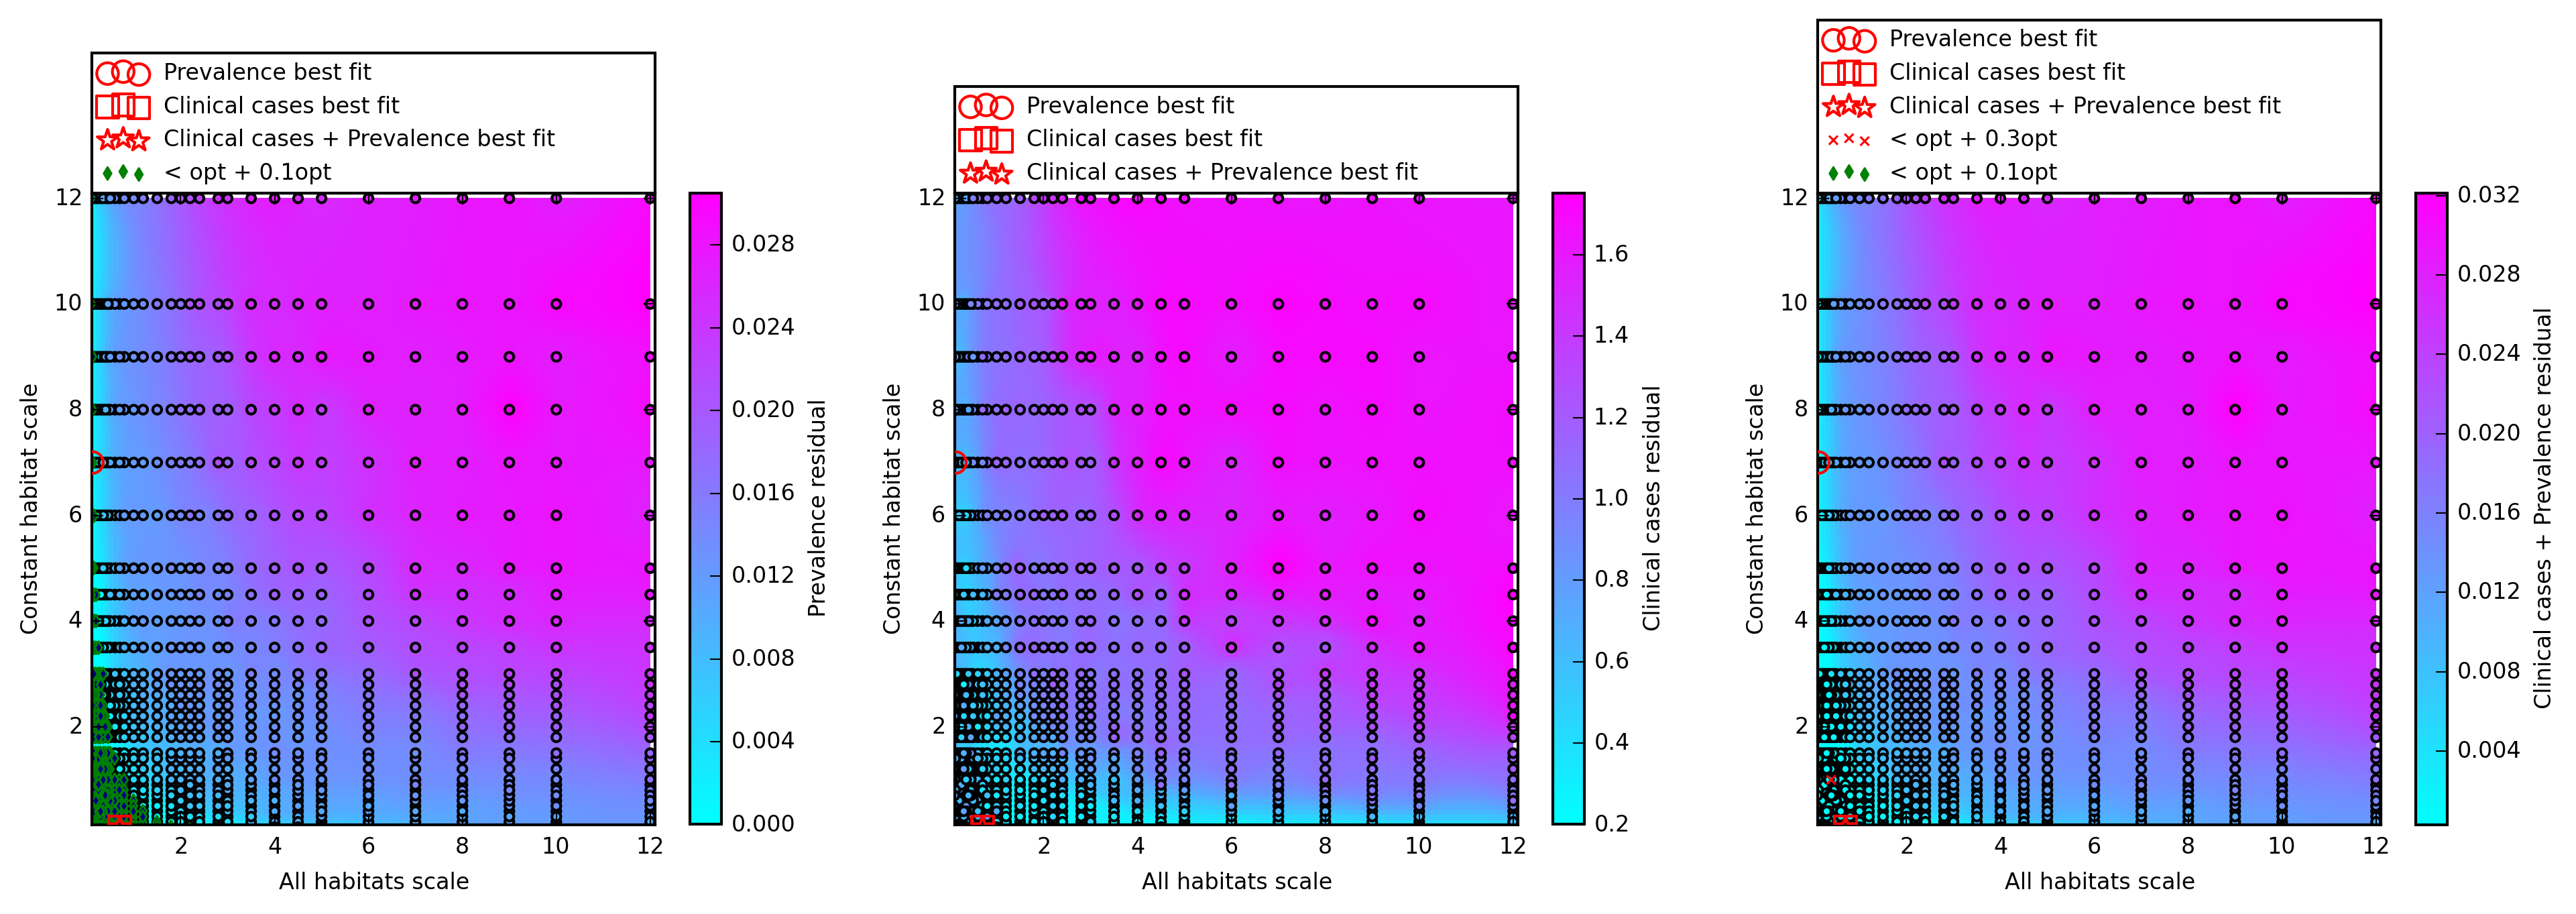 Prevalence best fit
Clinical cases best fit
Clinical cases + Prevalence best fit
< opt + 0.1opt
12
10
8
6
4
2
Constant habitat scale
2 4 6 8 10 12
All habitats scale
0.028
0.024
0.020
0.016
0.012
0.008
0.004
0.000
Prevalence residual
Prevalence best fit
Clinical cases best fit
Clinical cases + Prevalence best fit
12
10
8
6
4
2
Constant habitat scale
2 4 6 8 10 12
All habitats scale
1.6
1.4
1.2
1.0
0.8
0.6
0.4
0.2
Clinical cases residual
Prevalence best fit
Clinical cases best fit
Clinical cases + Prevalence best fit
< opt + 0.3opt
< opt + 0.1opt
12
10
8
6
4
2
Constant habitat scale
2 4 6 8 10 12
All habitats scale
0.032
0.028
0.024
0.020
0.016
0.012
0.008
0.004
Clinical cases + Prevalence residual